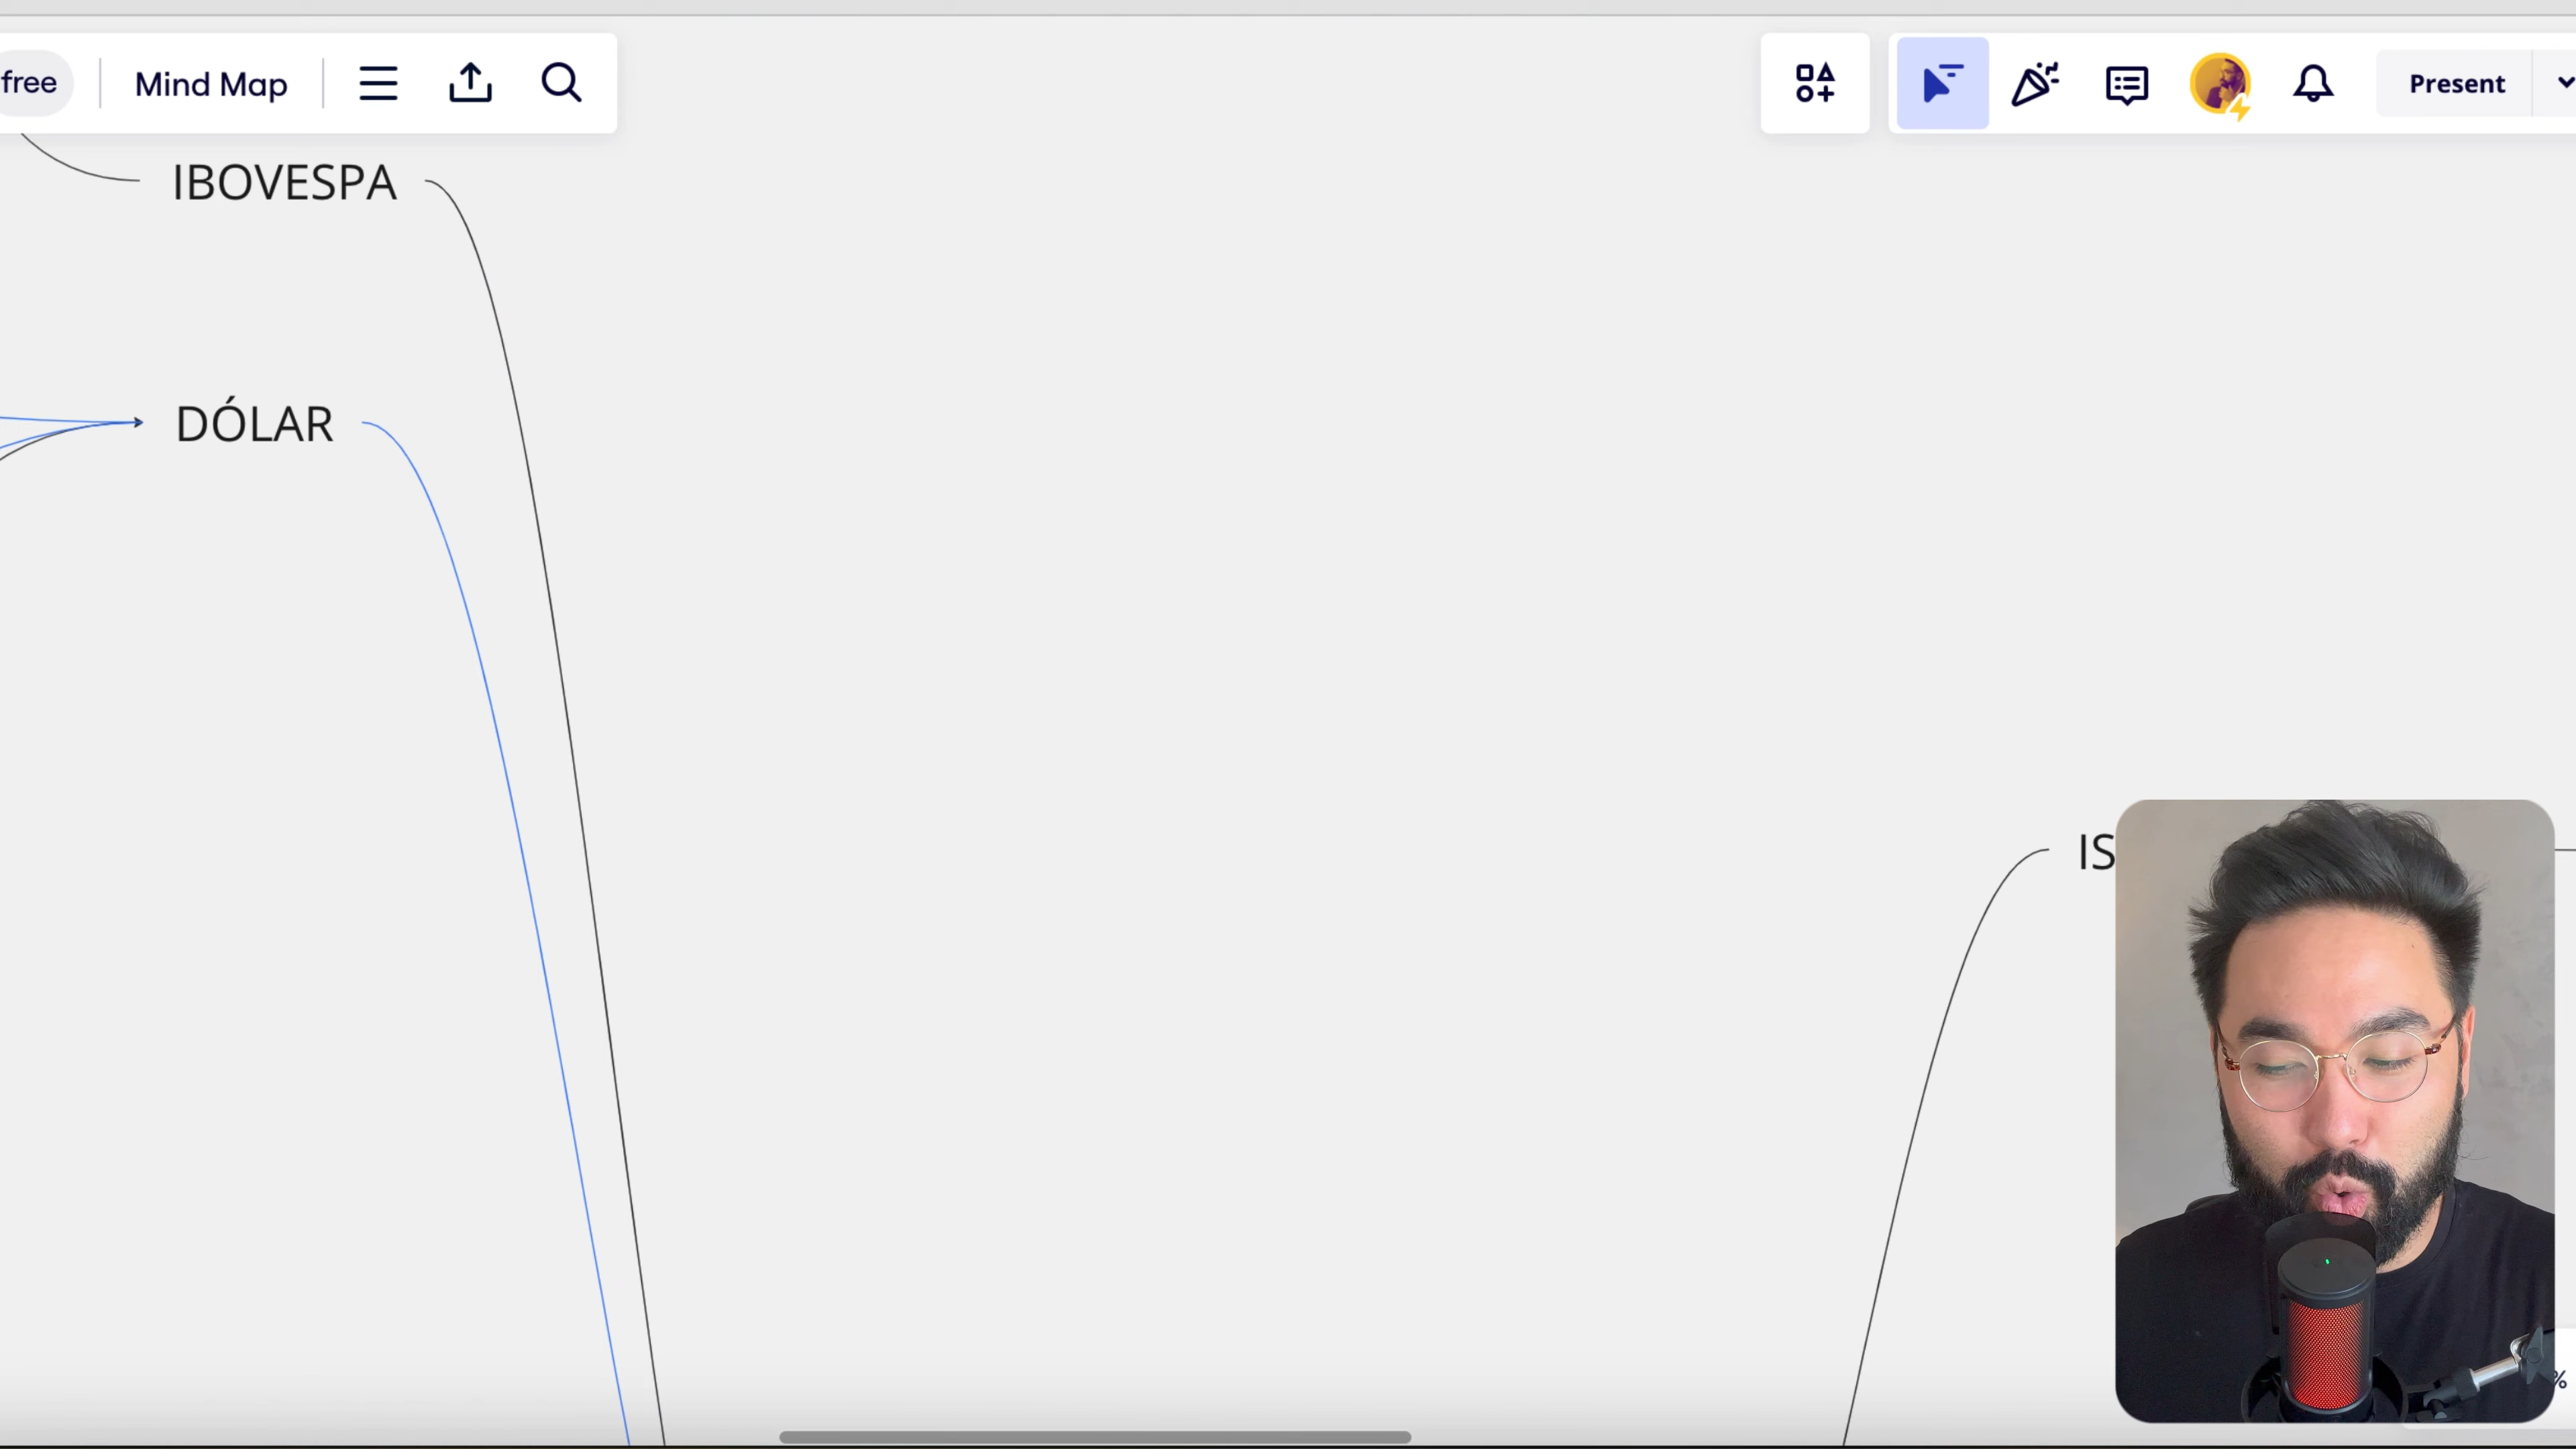 free
Mind Map
Present
IBOVESPA
DÓLAR
IS
%